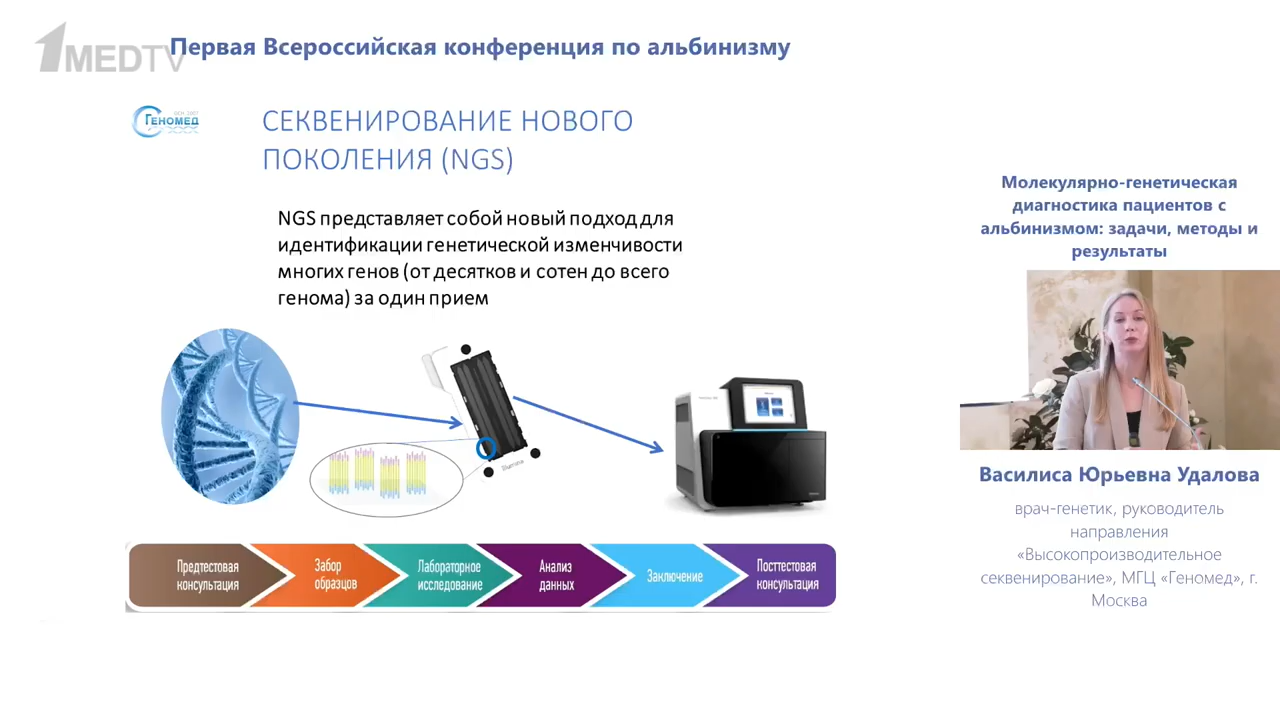 1MEDTV
Первая Всероссийская конференция по альбинизму
ГЕНОМЕД
СЕКВЕНИРОВАНИЕ НОВОГО
ПОКОЛЕНИЯ (NGS)
NGS представляет собой новый подход для
идентификации генетической изменчивости
многих генов (от десятков и сотен до всего
генома) за один прием
Предтестовая
консультация
Забор
образцов
Лабораторное
исследование
Анализ
данных
Заключение
Посттестовая
консультация
Молекулярно-генетическая
диагностика пациентов с
альбинизмом: задачи, методы и
результаты
Василиса Юрьевна Удалова
врач-генетик, руководитель
направления
«Высокопроизводительное
секвенирование», МГЦ «Геномед», г.
Москва